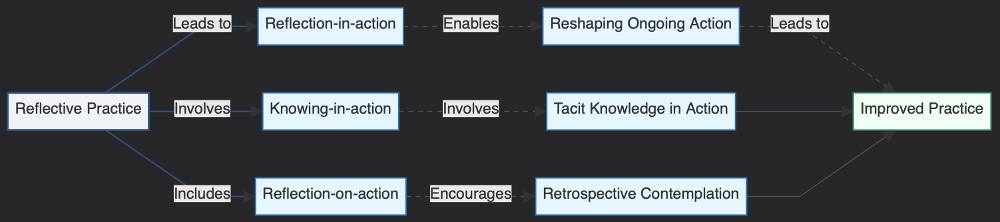 Leads to
Reflection-in-action
Enables
Reshaping Ongoing Action
Leads to
Reflective Practice
Involves
Knowing-in-action
Involves
Tacit Knowledge in Action
Improved Practice
Includes
Reflection-on-action
Encourages
Retrospective Contemplation